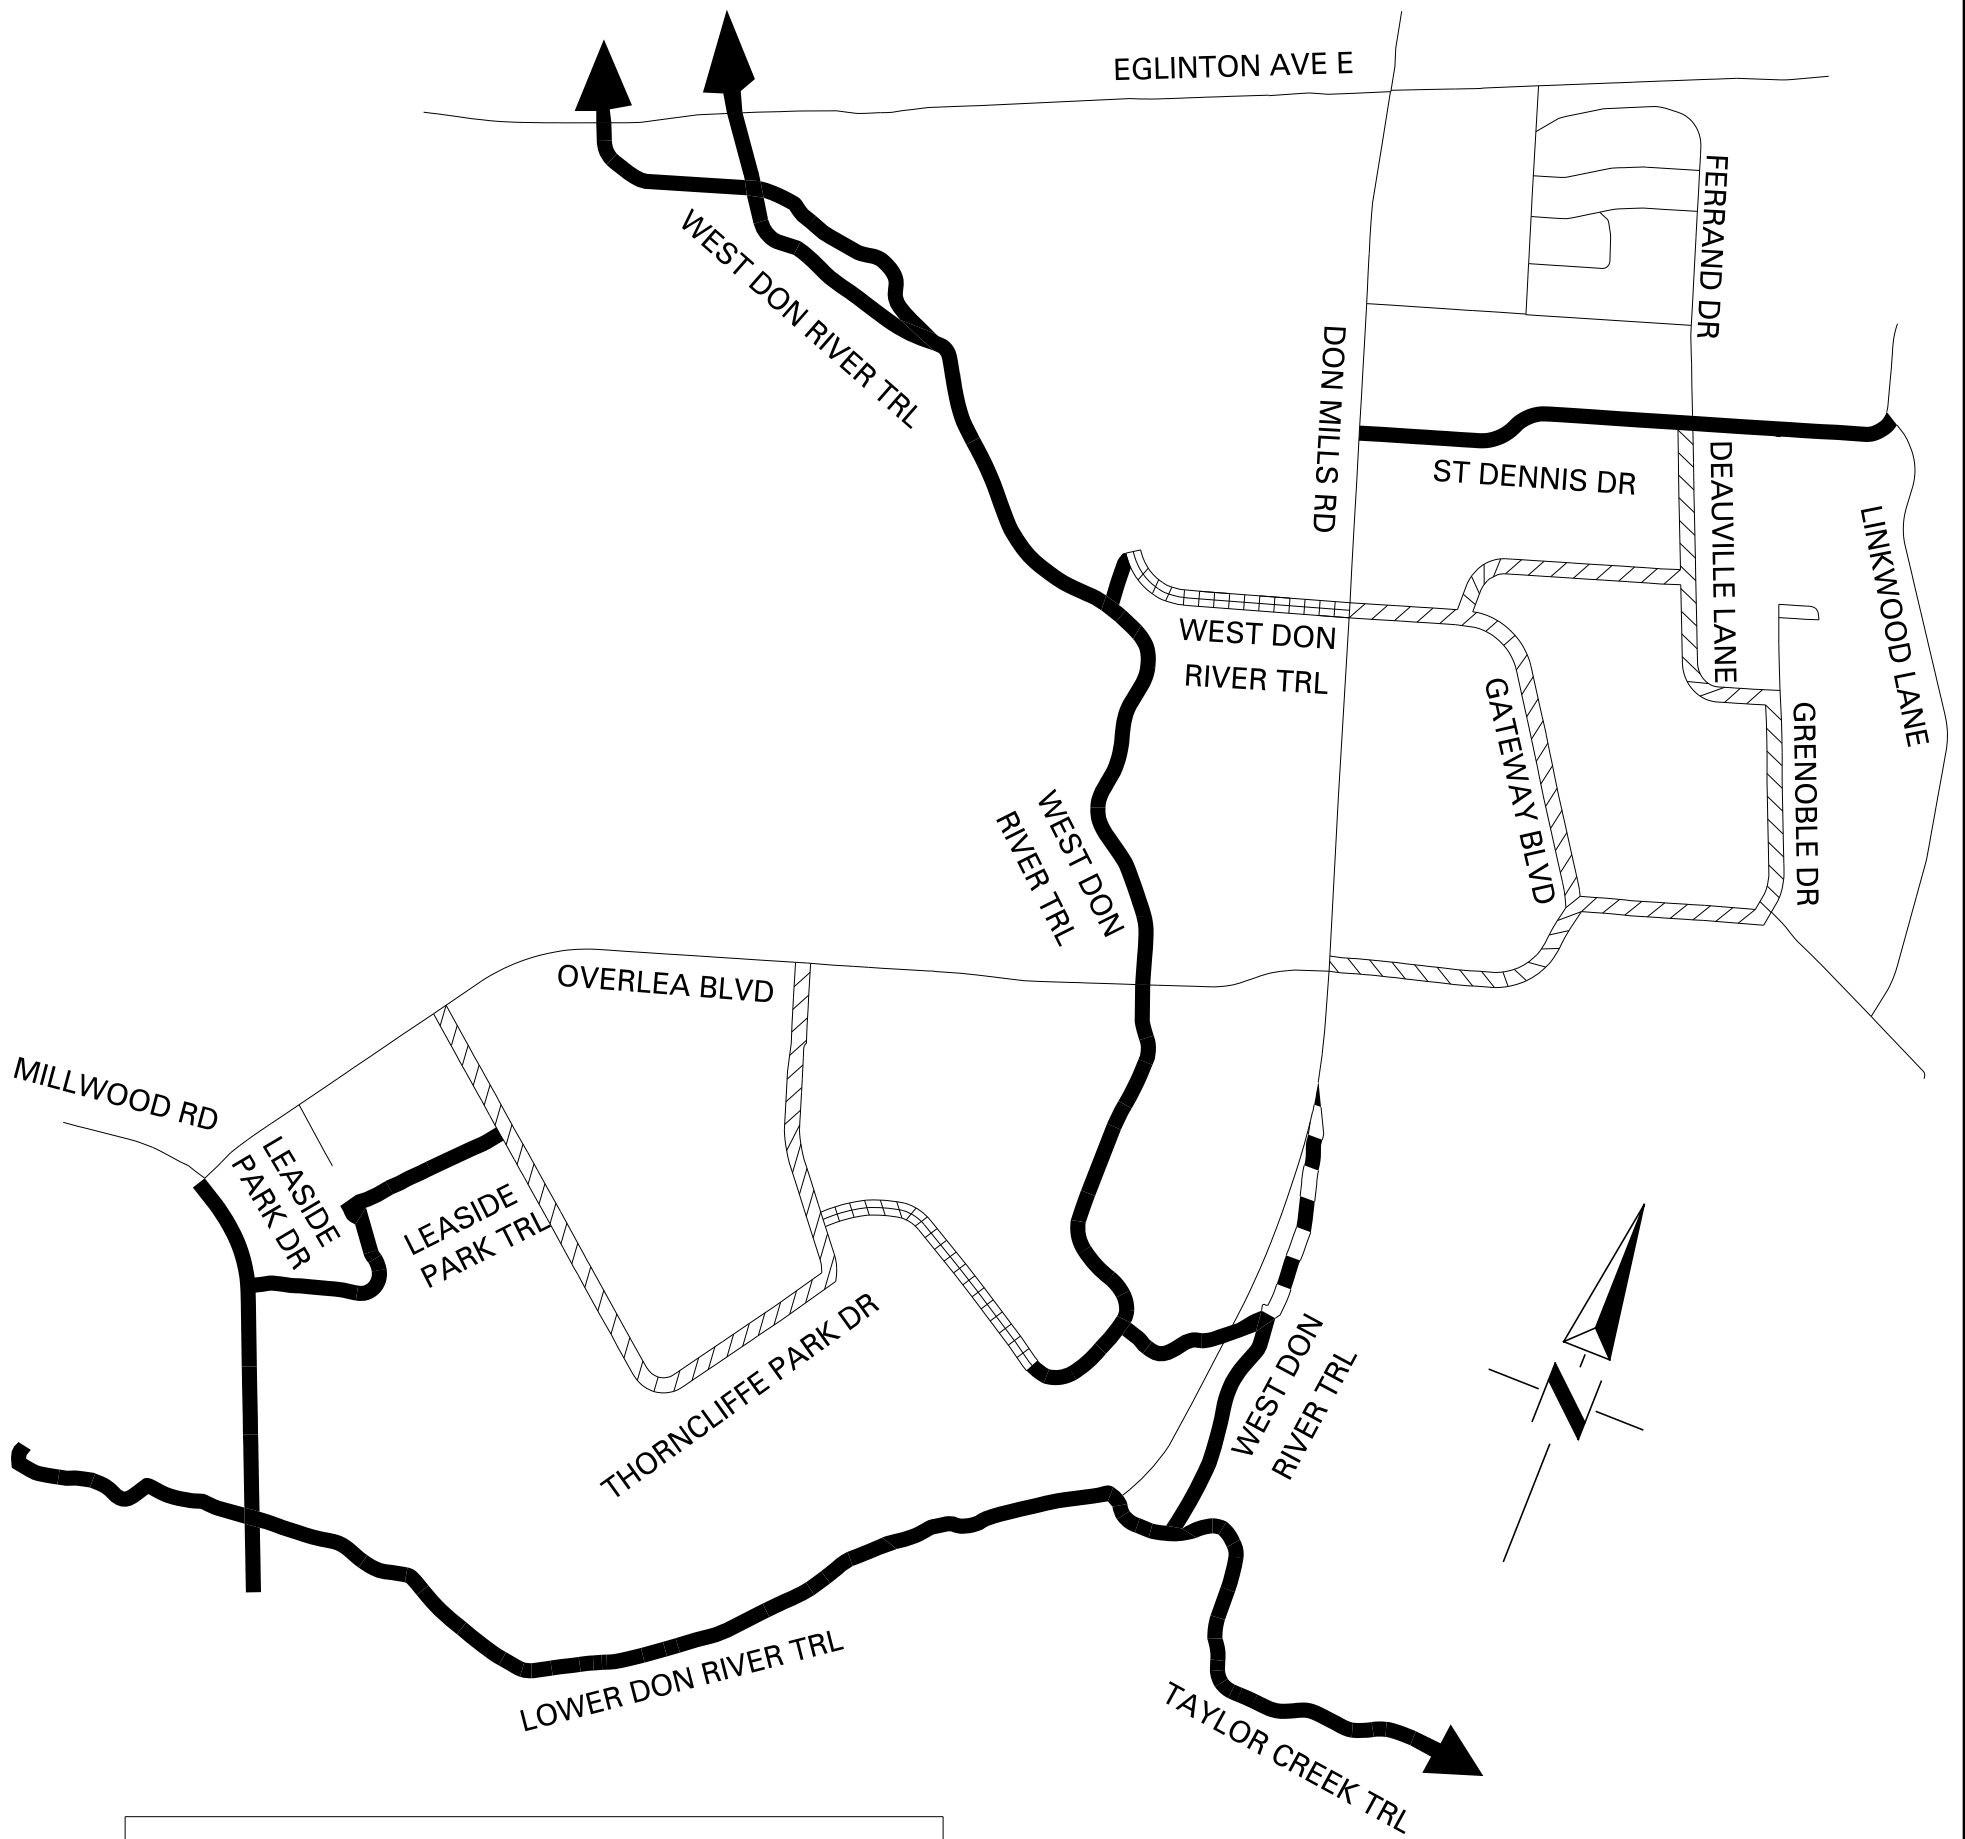 EGLINTON AVE E
FERRAND DR
WEST DON RIVER TRL
DON MILLS RD
ST DENNIS DR
DEAUVILLE LANE
LINKWOOD LANE
WEST DON
RIVER TRL
GATEWAY BLVD
GRENOBLE DR
WEST DON
RIVER TRL
OVERLEA BLVD
MILLWOOD RD
LEASIDE
PARK DR
LEASIDE
PARK TRL
THORNCLIFFE PARK DR
WEST DON
RIVER TRL
N
LOWER DON RIVER TRL
TAYLOR CREEK TRL